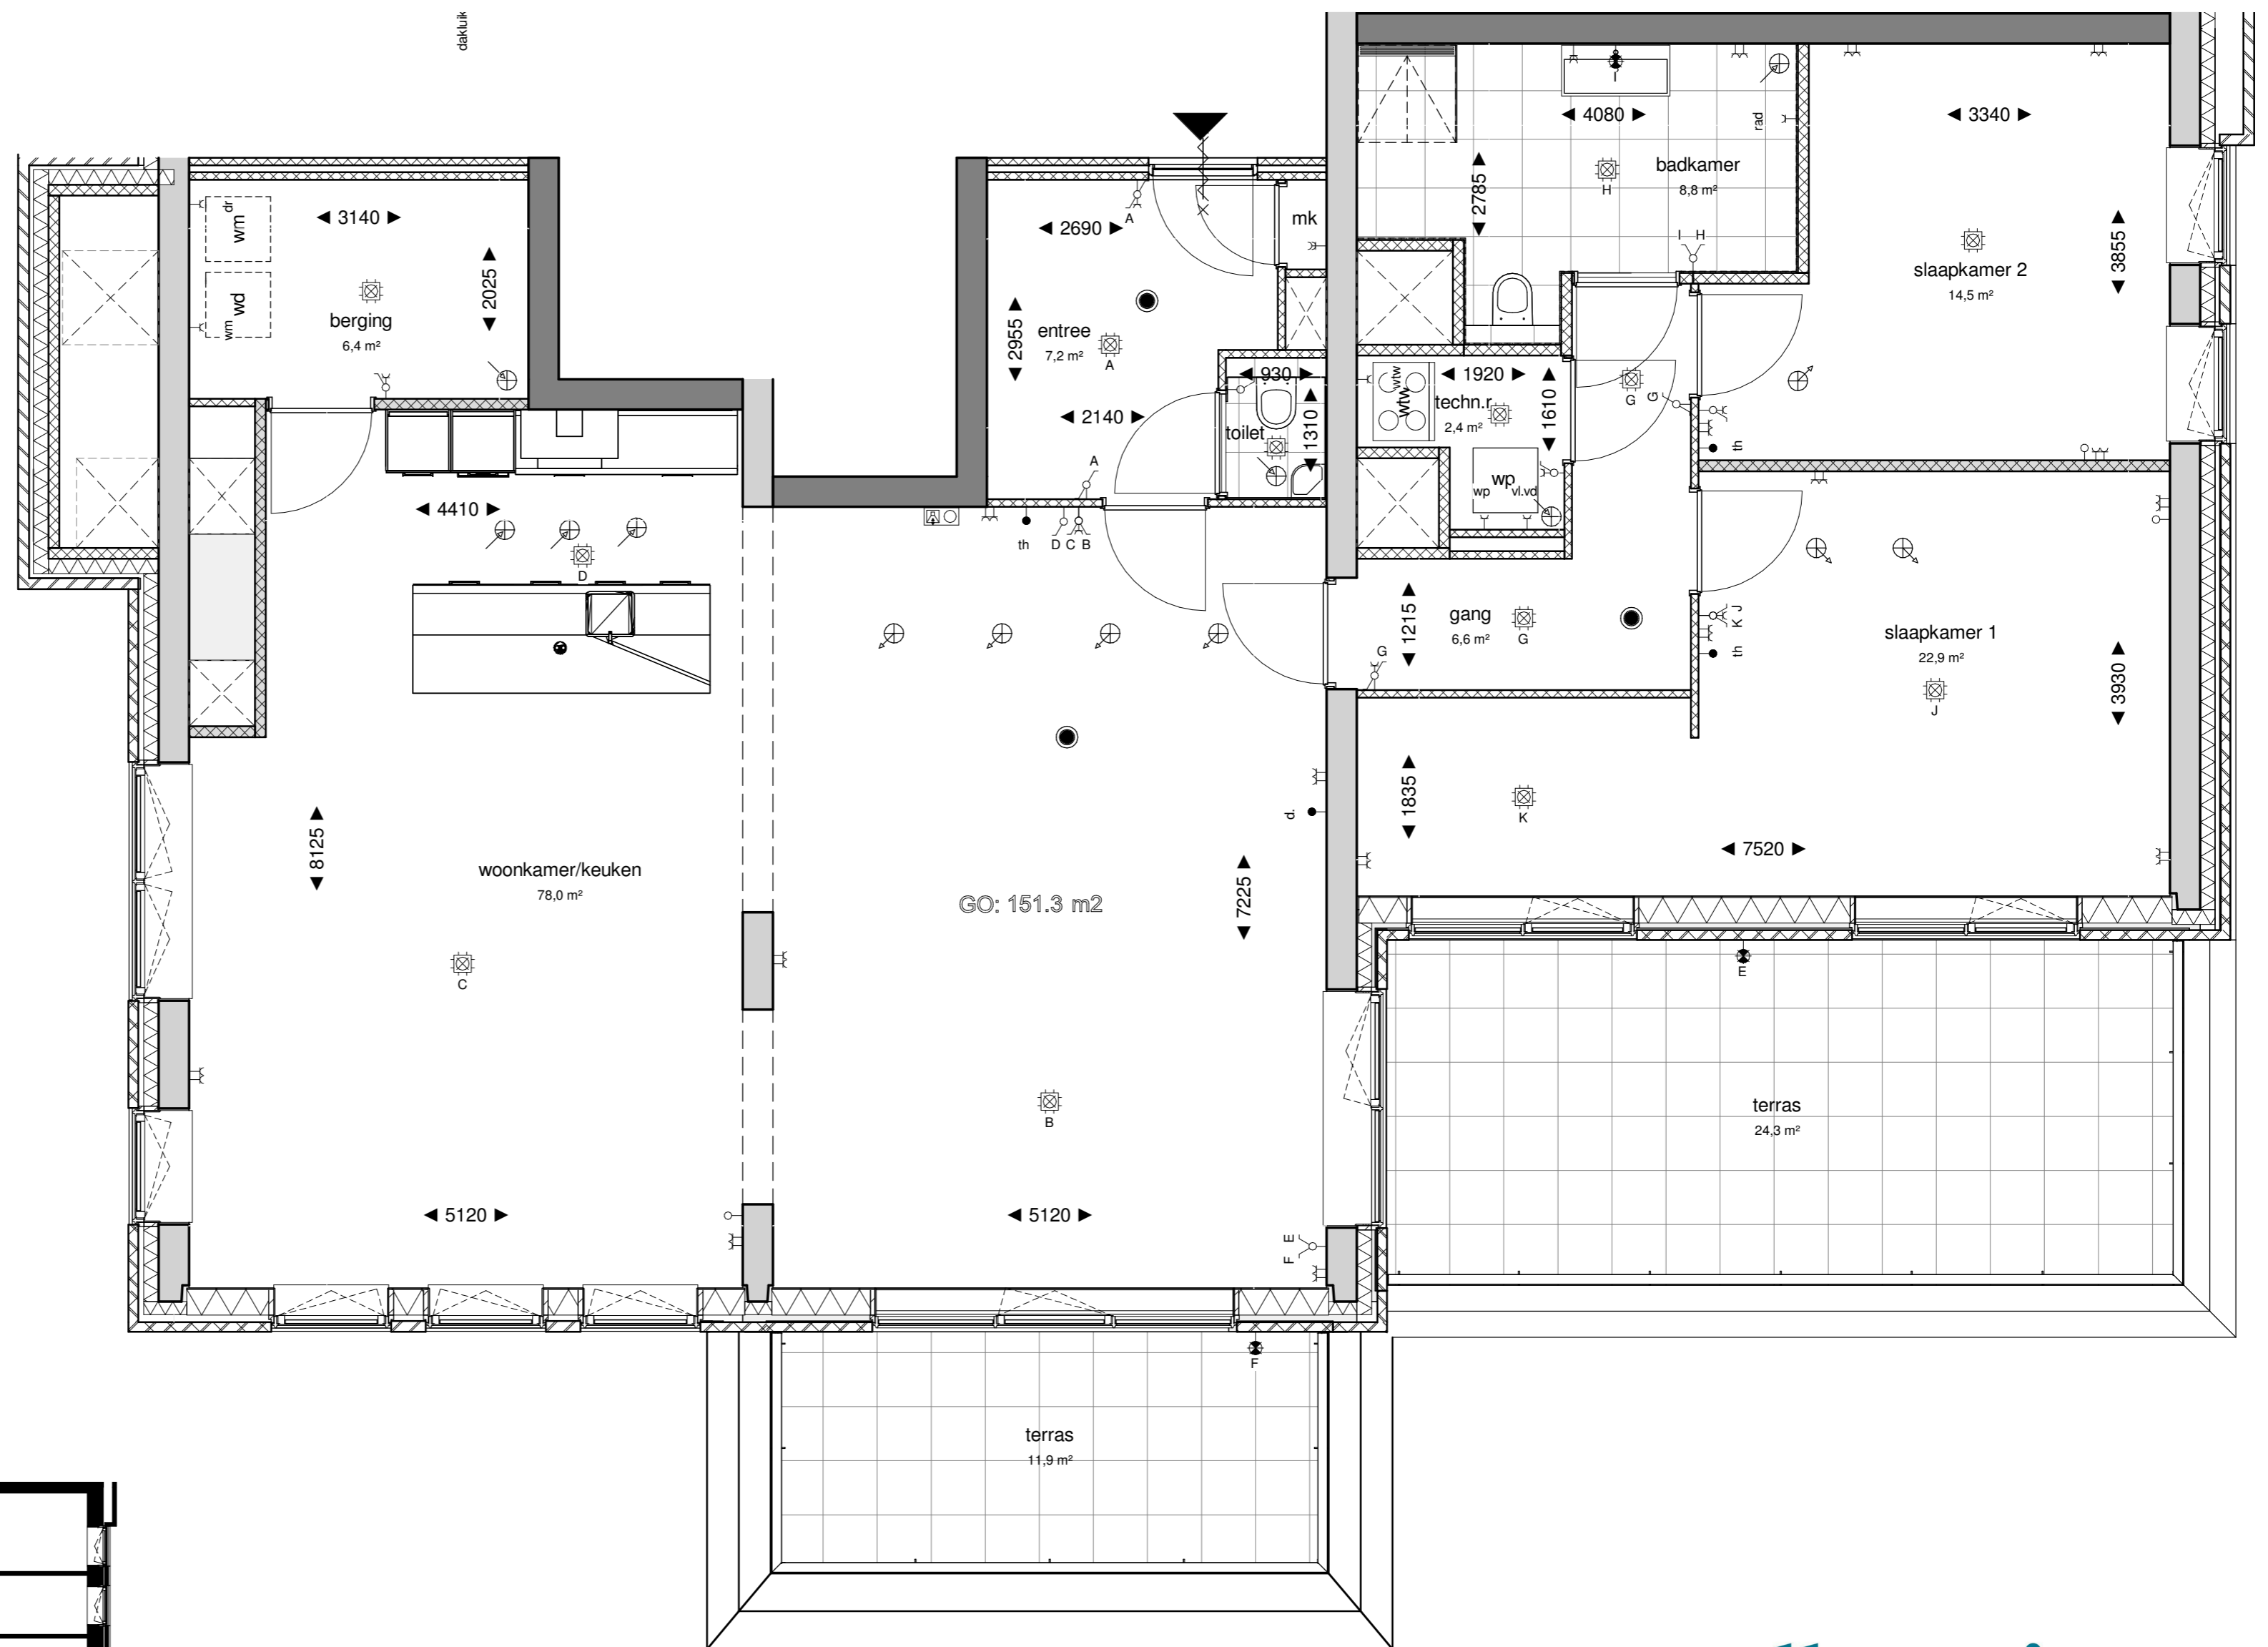 dakluik
◄ 4080 ►
◄ 3340 ►
rad
badkamer
8,8 m²
H
◄ 2785 ►
I H
slaapkamer 2
14,5 m²
◄ 3855 ►
wm dr
wm wd
◄ 3140 ►
◄ 2025 ►
berging
6,4 m²
A
◄ 2690 ►
mk
◄ 2955 ►
entree
7,2 m²
A
◄ 930 ►
◄ 2140 ►
toilet
◄ 1310 ►
wtw
wtw
◄ 1920 ►
techn.r
2,4 m²
◄ 1610 ►
G
G
th
wp
wp
vl.vd
A
◄ 4410 ►
D
th
D C B
◄ 1215 ►
gang
6,6 m²
G
G
K J
th
slaapkamer 1
22,9 m²
J
◄ 3930 ►
◄ 1835 ►
K
◄ 7520 ►
d.
◄ 8125 ►
woonkamer/keuken
78,0 m²
GO: 151.3 m2
◄ 7225 ►
C
E
B
terras
24,3 m²
◄ 5120 ►
◄ 5120 ►
F E
F
terras
11,9 m²